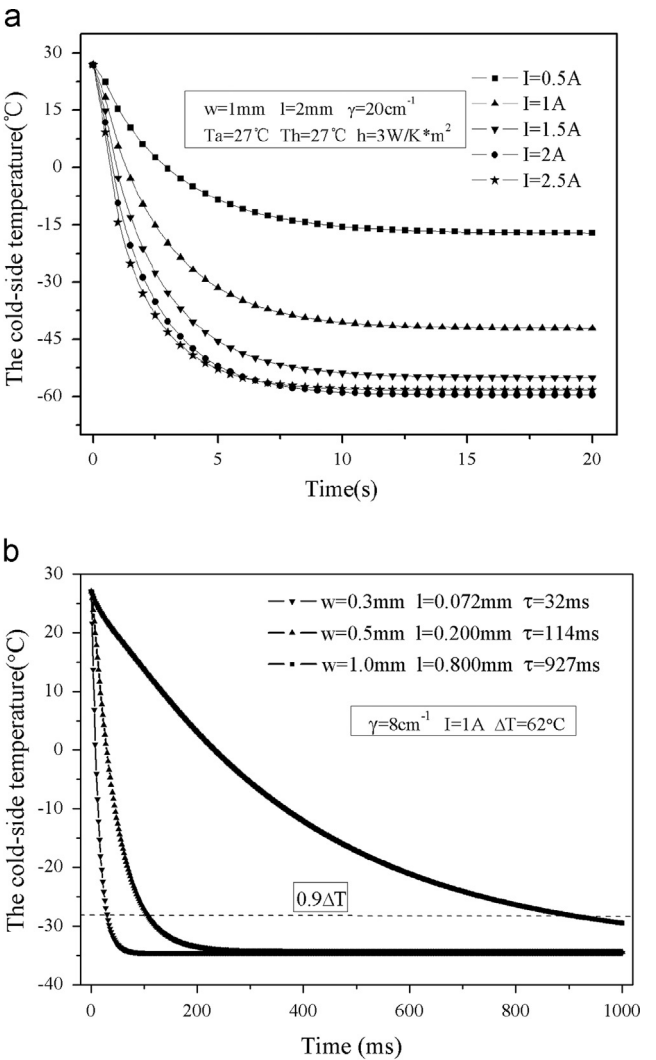 a
30
15
0
-15
-30
-45
-60
The cold-side temperature(℃)
w=1mm l=2mm γ=20cm⁻¹
Ta=27℃ Th=27℃ h=3W/K*m²
I=0.5A
I=1A
I=1.5A
I=2A
I=2.5A
0 5 10 15 20
Time(s)
b
30
20
10
0
-10
-20
-30
-40
The cold-side temperature(°C)
w=0.3mm l=0.072mm τ=32ms
w=0.5mm l=0.200mm τ=114ms
w=1.0mm l=0.800mm τ=927ms
γ=8cm⁻¹ I=1A ΔT=62°C
0.9ΔT
0 200 400 600 800 1000
Time (ms)